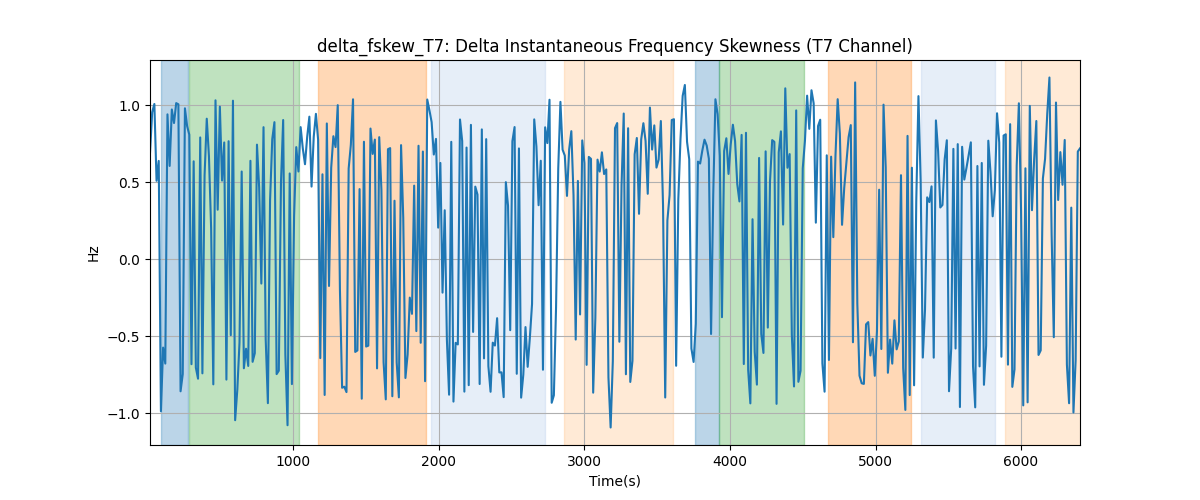 delta_fskew_T7: Delta Instantaneous Frequency Skewness (T7 Channel)
1.0
0.5
0.0
−0.5
−1.0
Hz
1000 2000 3000 4000 5000 6000
Time(s)